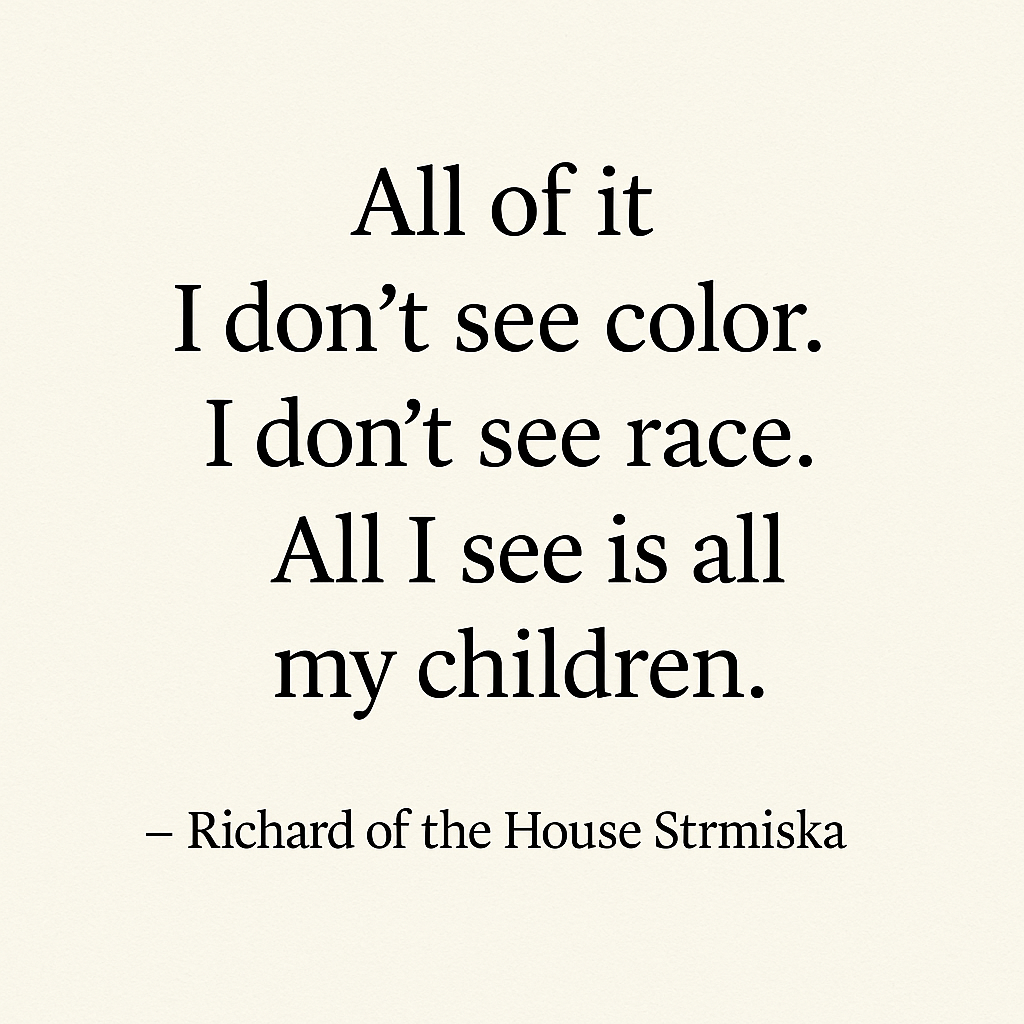 All of it
I don’t see color.
I don’t see race.
All I see is all
my children.
– Richard of the House Strmiska